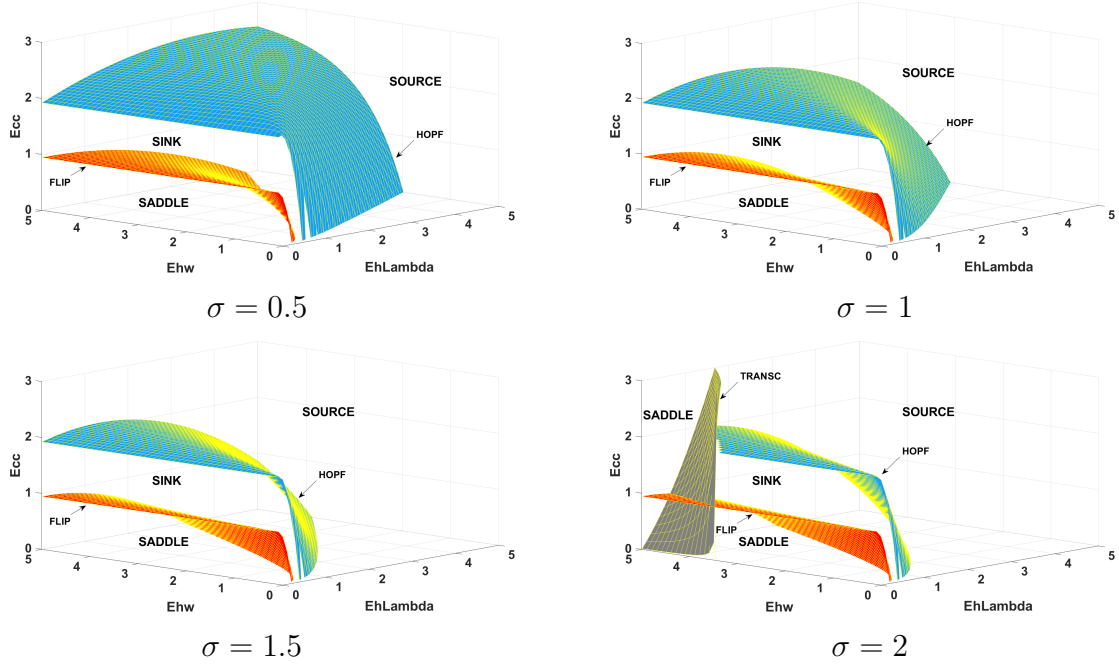 3
2
1
0
Ecc
5
4
3
2
1
0
Ehw
0
1
2
3
4
5
EhLambda
SOURCE
HOPF
SINK
FLIP
SADDLE
σ = 0.5
3
2
1
0
Ecc
5
4
3
2
1
0
Ehw
0
1
2
3
4
5
EhLambda
SOURCE
HOPF
SINK
FLIP
SADDLE
σ = 1
3
2
1
0
Ecc
5
4
3
2
1
0
Ehw
0
1
2
3
4
5
EhLambda
SOURCE
HOPF
SINK
FLIP
SADDLE
σ = 1.5
3
2
1
0
Ecc
5
4
3
2
1
0
Ehw
0
1
2
3
4
5
EhLambda
TRANSC
SADDLE
SOURCE
HOPF
SINK
FLIP
SADDLE
σ = 2